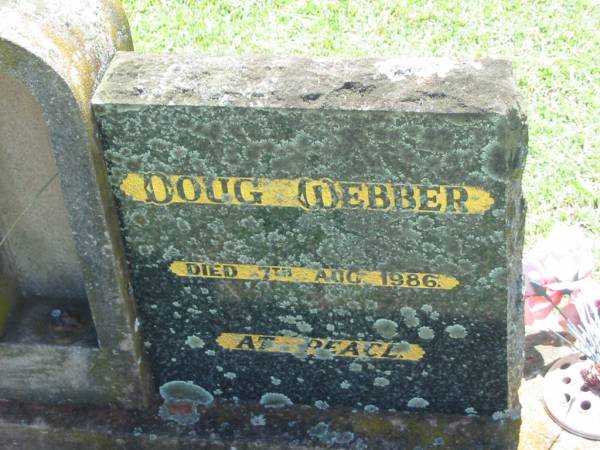 DOUG WEBBER
DIED 7TH AUG. 1986.
AT PEACE.